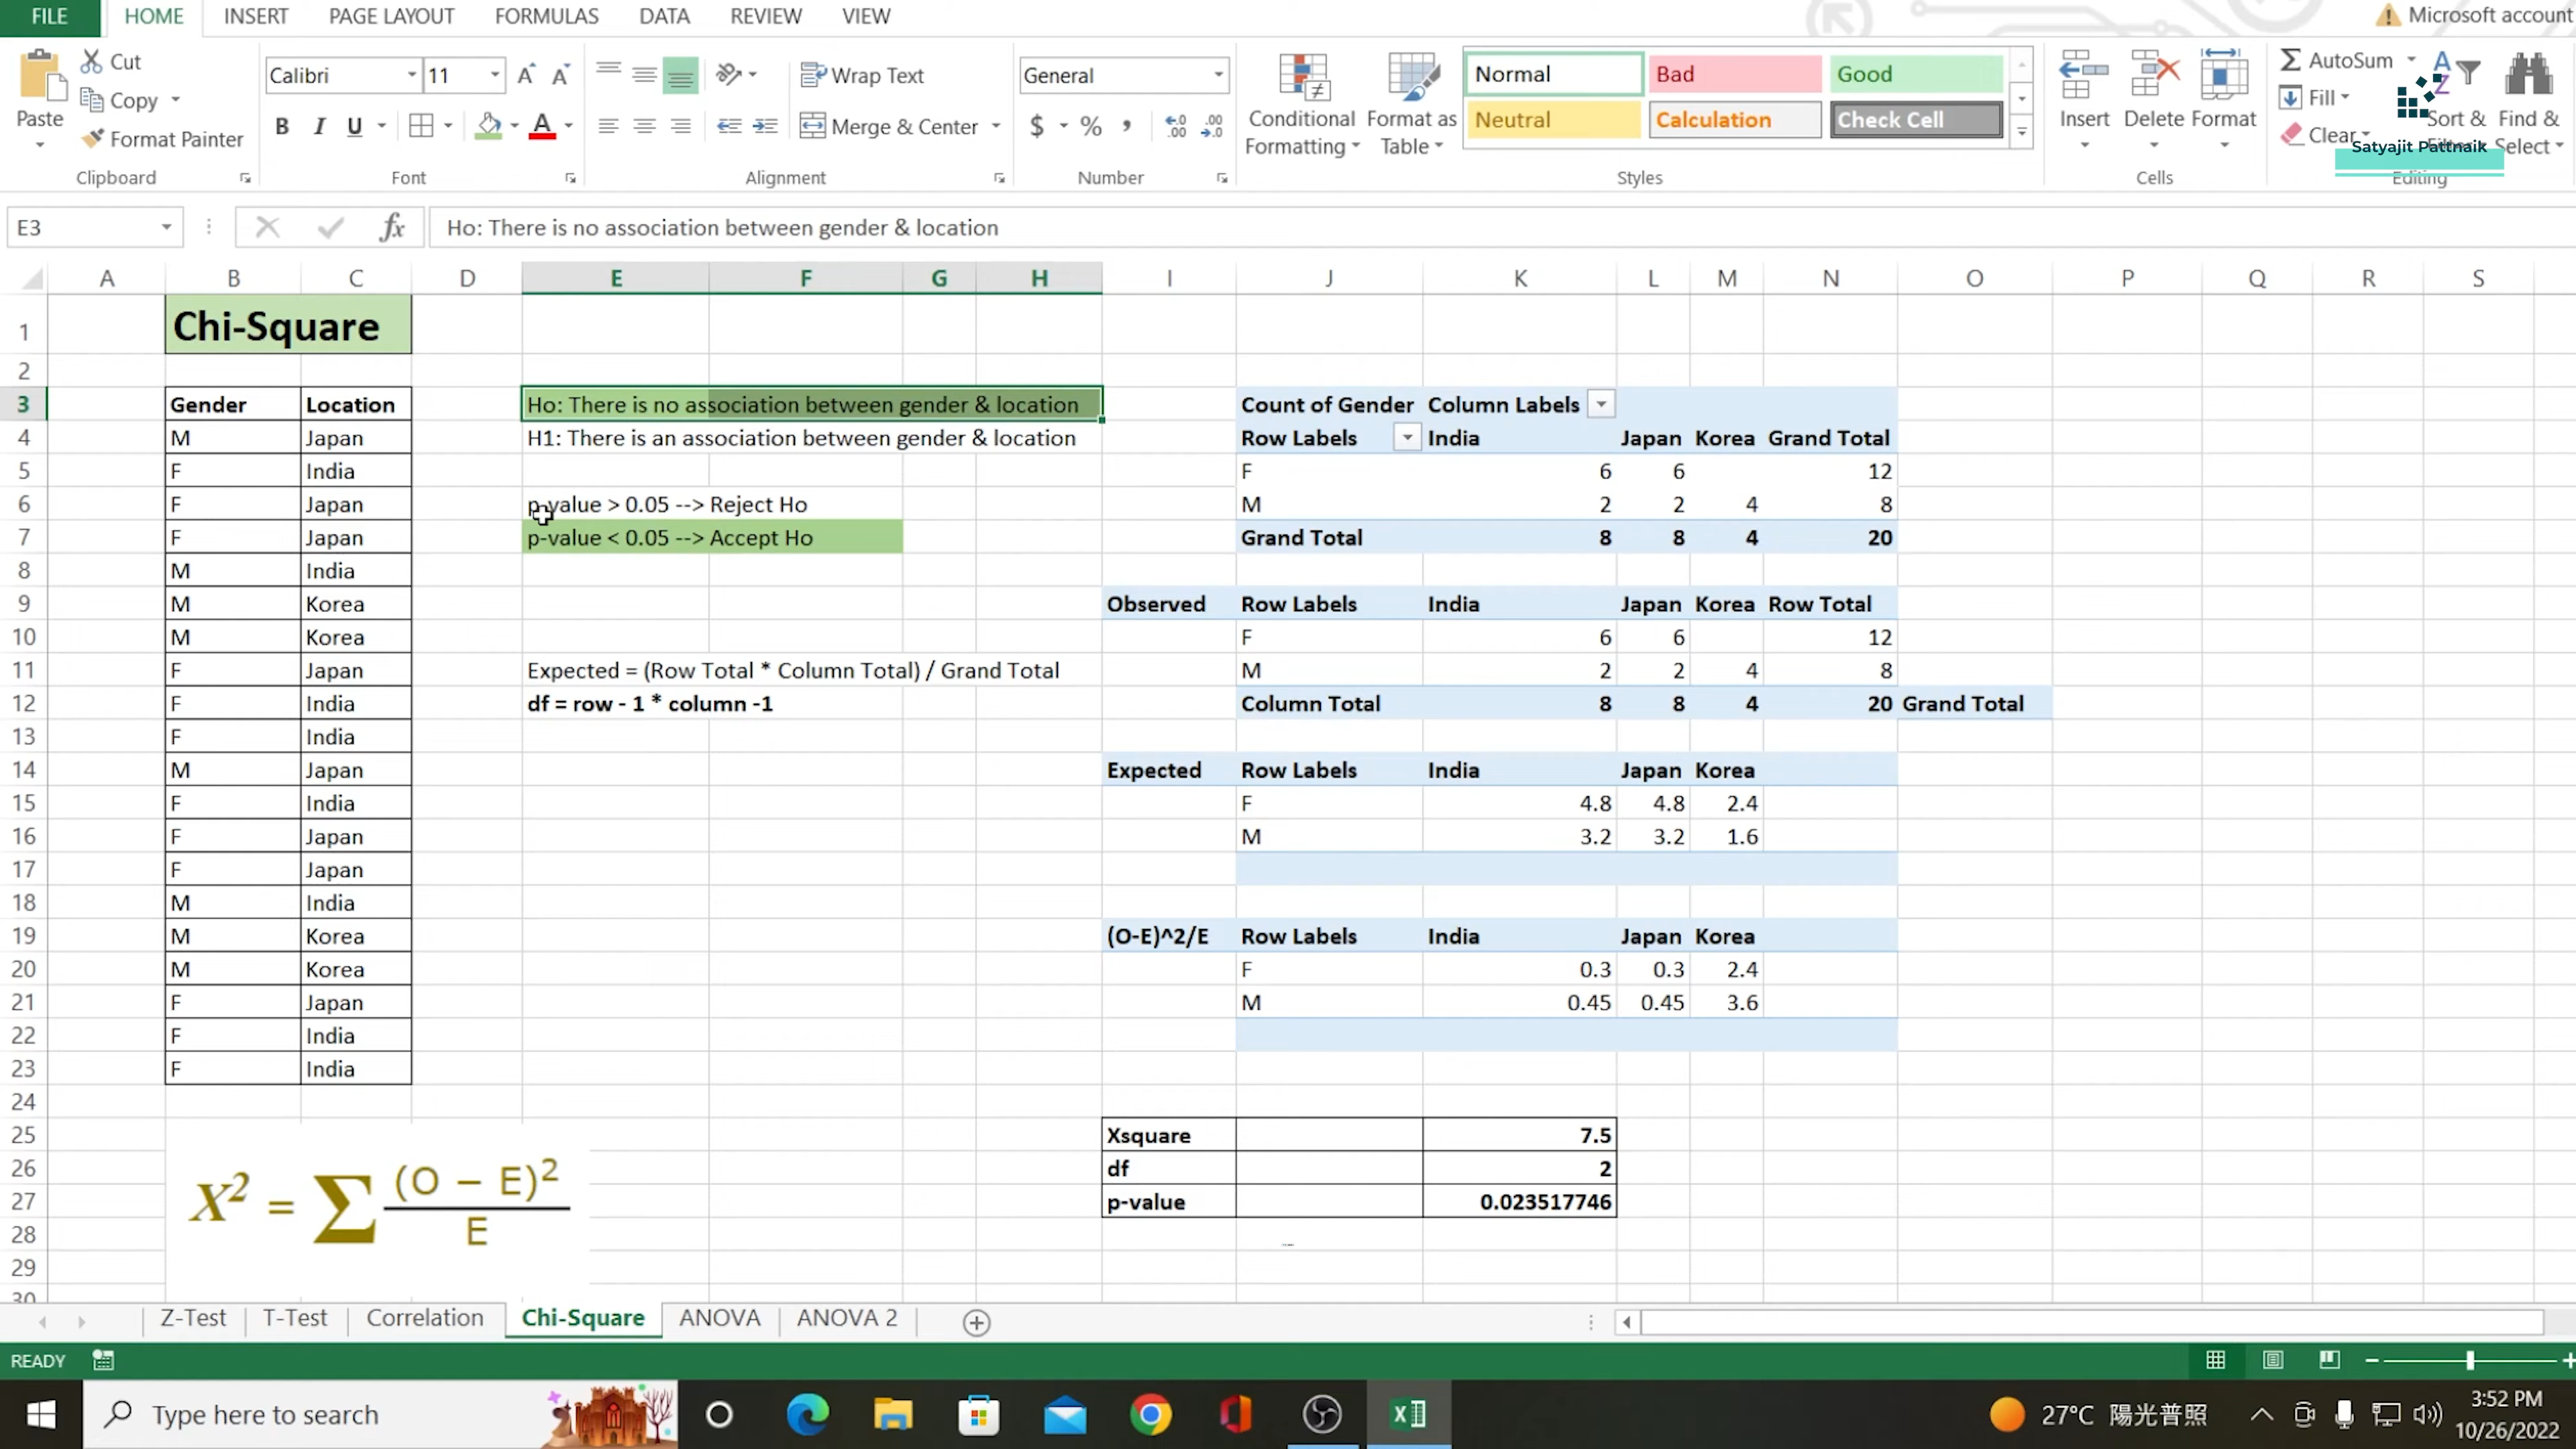 FILE HOME INSERT PAGE LAYOUT FORMULAS DATA REVIEW VIEW Microsoft account
Cut
Copy
Format Painter
Paste
Clipboard
Calibri 11
B I U
Font
Wrap Text
Merge & Center
Alignment
General
$ % ,
Number
Conditional Formatting
Format as Table
Normal Bad Good
Neutral Calculation Check Cell
Styles
Insert Delete Format
Cells
AutoSum
Fill
Clear
Sort &
Find & Select
Editing
Satyajit Pattnaik
E3 fx Ho: There is no association between gender & location
A B C D E F G H I J K L M N O P Q R S
1 Chi-Square
2
3 Gender Location Ho: There is no association between gender & location Count of Gender Column Labels
4 M Japan H1: There is an association between gender & location Row Labels India Japan Korea Grand Total
5 F India F 6 6 12
6 F Japan p-value > 0.05 --> Reject Ho M 2 2 4 8
7 F Japan p-value < 0.05 --> Accept Ho Grand Total 8 8 4 20
8 M India
9 M Korea Observed Row Labels India Japan Korea Row Total
10 M Korea F 6 6 12
11 F Japan Expected = (Row Total * Column Total) / Grand Total M 2 2 4 8
12 F India df = row - 1 * column -1 Column Total 8 8 4 20 Grand Total
13 F India
14 M Japan Expected Row Labels India Japan Korea
15 F India F 4.8 4.8 2.4
16 F Japan M 3.2 3.2 1.6
17 F Japan
18 M India
19 M Korea (O-E)^2/E Row Labels India Japan Korea
20 M Korea F 0.3 0.3 2.4
21 F Japan M 0.45 0.45 3.6
22 F India
23 F India
24
25 Xsquare 7.5
26 df 2
27 p-value 0.023517746
28
29
30
X² = ∑ (O − E)² / E
Z-Test T-Test Correlation Chi-Square ANOVA ANOVA 2
READY
Type here to search
27°C 陽光普照
3:52 PM
10/26/2022